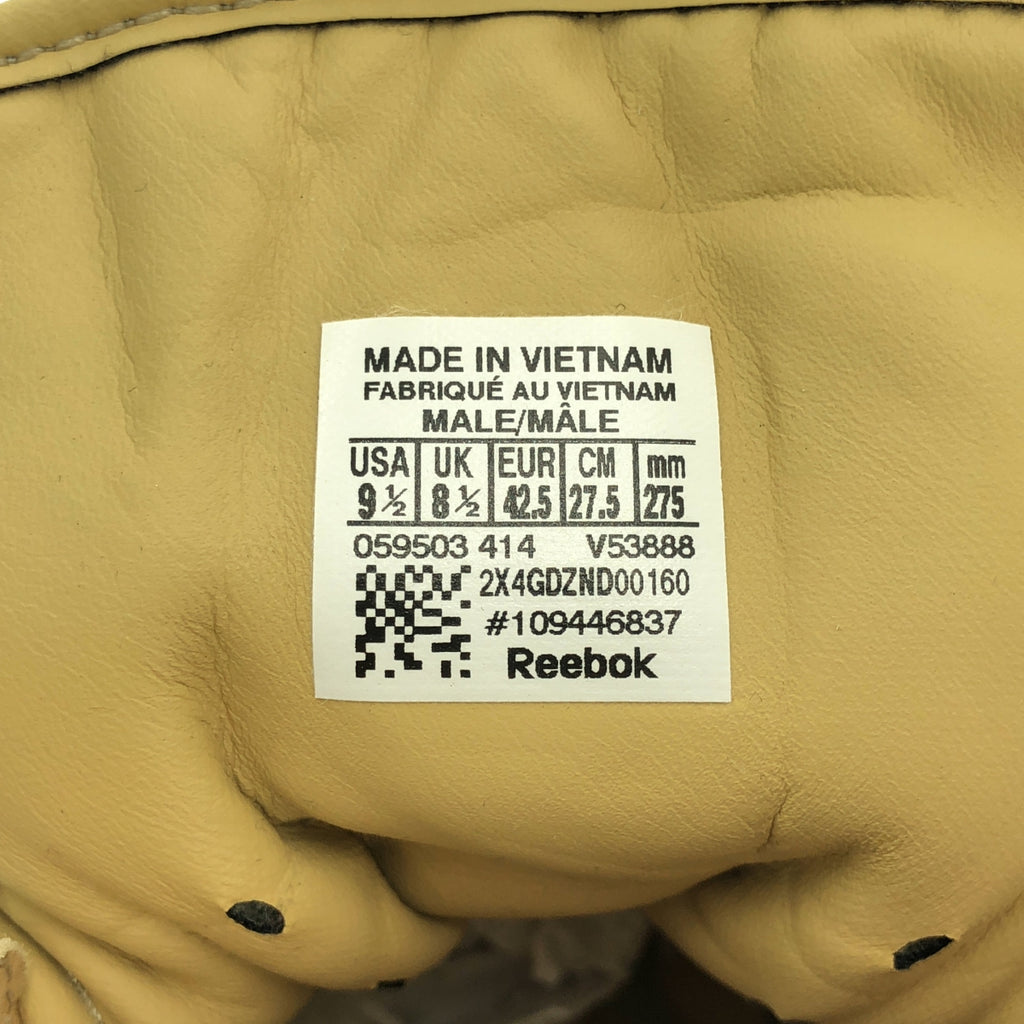 MADE IN VIETNAM
FABRIQUÉ AU VIETNAM
MALE/MÂLE
USA UK EUR CM mm
9 ½ 8 ½ 42.5 27.5 275
059503 414 V53888
2X4GDZND00160
#109446837
Reebok